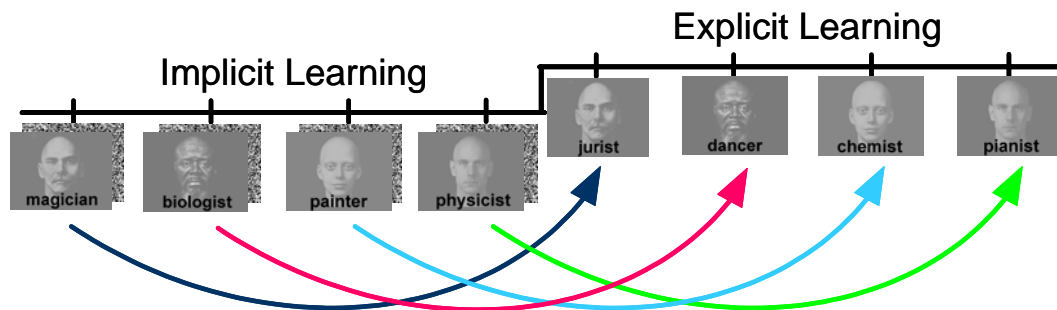 Explicit Learning
Implicit Learning
jurist dancer chemist pianist
magician biologist painter physicist